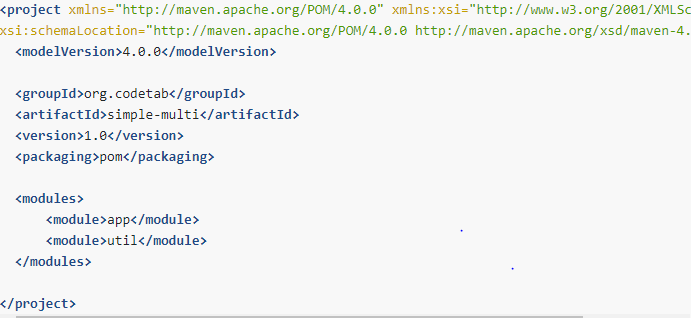 <project xmlns="http://maven.apache.org/POM/4.0.0" xmlns:xsi="http://www.w3.org/2001/XMLSc
xsi:schemaLocation="http://maven.apache.org/POM/4.0.0 http://maven.apache.org/xsd/maven-4.
<modelVersion>4.0.0</modelVersion>
<groupId>org.codetab</groupId>
<artifactId>simple-multi</artifactId>
<version>1.0</version>
<packaging>pom</packaging>
<modules>
<module>app</module>
<module>util</module>
</modules>
</project>